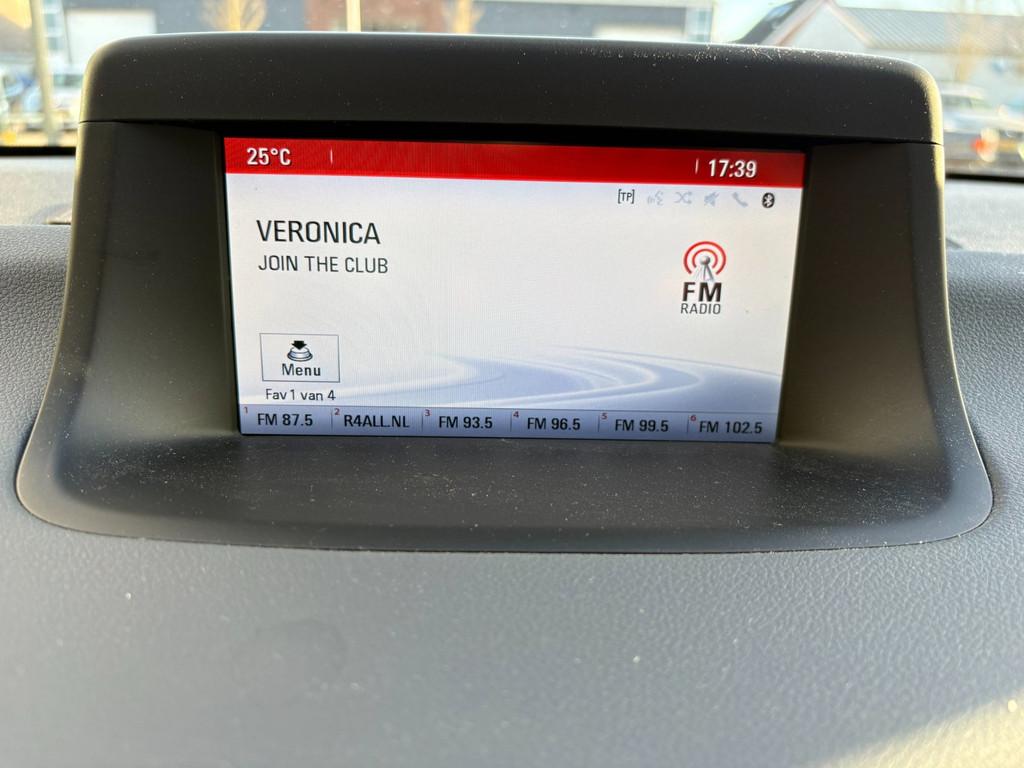 25°C 17:39
[TP]
VERONICA
JOIN THE CLUB
FM
RADIO
Menu
Fav 1 van 4
1 FM 87.5 2 R4ALL.NL 3 FM 93.5 4 FM 96.5 5 FM 99.5 6 FM 102.5